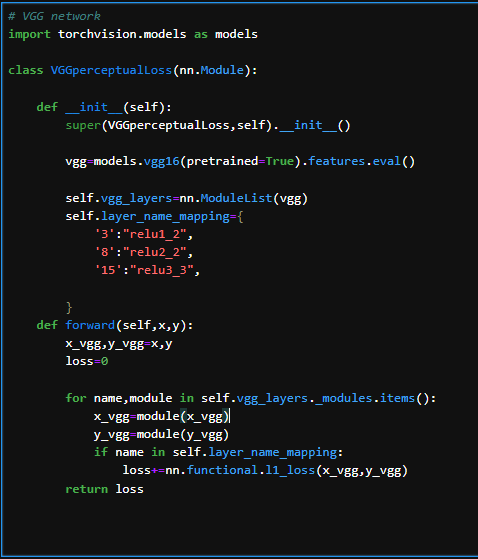 # VGG network
import torchvision.models as models
class VGGperceptualLoss(nn.Module):
def __init__(self):
super(VGGperceptualLoss,self).__init__()
vgg=models.vgg16(pretrained=True).features.eval()
self.vgg_layers=nn.ModuleList(vgg)
self.layer_name_mapping={
'3':"relu1_2",
'8':"relu2_2",
'15':"relu3_3",
}
def forward(self,x,y):
x_vgg,y_vgg=x,y
loss=0
for name,module in self.vgg_layers._modules.items():
x_vgg=module(x_vgg)
y_vgg=module(y_vgg)
if name in self.layer_name_mapping:
loss+=nn.functional.l1_loss(x_vgg,y_vgg)
return loss